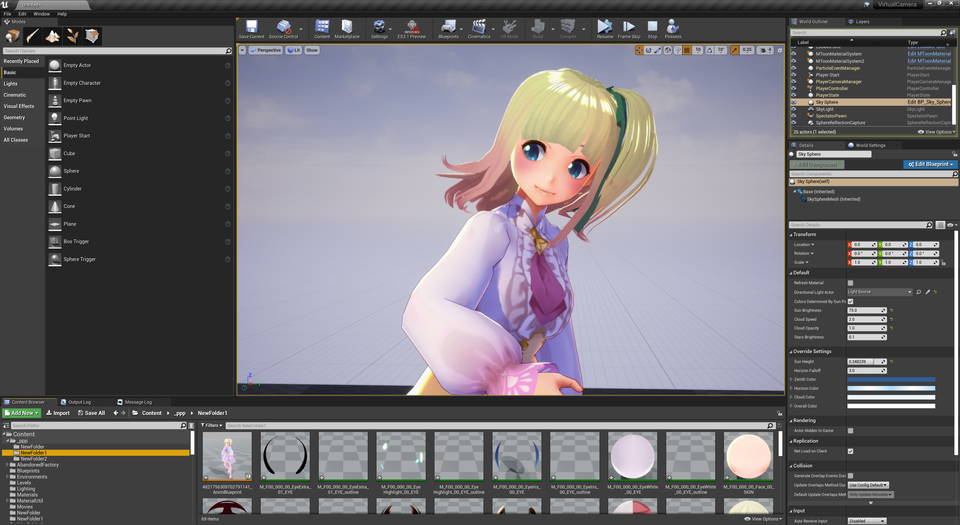 VirtualCamera
File Edit Window Help
Modes
Search Classes
Recently Placed
Basic
Lights
Cinematic
Visual Effects
Geometry
Volumes
All Classes
Empty Actor
Empty Character
Empty Pawn
Point Light
Player Start
Cube
Sphere
Cylinder
Cone
Plane
Box Trigger
Sphere Trigger
Save Current
Source Control
Content
Marketplace
Settings
ES3.1 Preview
Blueprints
Cinematics
Build
Compile
Resume
Frame Skip
Stop
Possess
Perspective
Lit
Show
World Outliner
Layers
Search
Label
Type
MToonMaterialSystem Edit MToonMaterial
MToonMaterialSystem2 Edit MToonMaterial
ParticleEventManager ParticleEventManager
Player Start PlayerStart
PlayerCameraManager PlayerCameraManager
PlayerController PlayerController
PlayerState PlayerState
Sky Sphere Edit BP_Sky_Sphere
SkyLight SkyLight
SpectatorPawn SpectatorPawn
SphereReflectionCapture SphereReflectionCapture
26 actors (1 selected)
View Options
Details
World Settings
Sky Sphere
Add Component
Edit Blueprint
Search Components
Sky Sphere(self)
Base (Inherited)
SkySphereMesh (Inherited)
Search Details
Transform
Location X 0.0 Y 0.0 Z 0.0
Rotation X 0.0 ° Y 0.0 ° Z 0.0 °
Scale X 1.0 Y 1.0 Z 1.0
Default
Refresh Material
Directional Light Actor Light Source
Colors Determined By Sun Po
Sun Brightness 75.0
Cloud Speed 2.0
Cloud Opacity 1.0
Stars Brightness 0.1
Override Settings
Sun Height
Horizon Falloff 3.0
Zenith Color
Horizon Color
Cloud Color
Overall Color
Rendering
Actor Hidden In Game
Replication
Net Load on Client
Collision
Generate Overlap Events Duri
Update Overlaps Method Dur Use Config Default
Default Update Overlaps Met Only Update Movable
Input
Auto Receive Input Disabled
Content Browser
Output Log
Message Log
Add New
Import
Save All
Content
_ppp
NewFolder1
Search Paths
Filters
Search NewFolder1
Content
_ppp
NewFolder
NewFolder1
NewFolder2
AbandonedFactory
Blueprints
Environments
Levels
Lighting
Materials
MaterialUtil
Movies
NewFolder
NewFolder1
AnimBlueprint
M_F00_000_00_EyeExtra_01_EYE
M_F00_000_00_EyeExtra_01_EYE_outline
M_F00_000_00_EyeHighlight_00_EYE
M_F00_000_00_EyeHighlight_00_EYE_outline
M_F00_000_00_EyeWhite_00_EYE
M_F00_000_00_EyeWhite_00_EYE_outline
M_F00_000_00_Face_00_SKIN
69 items
View Options